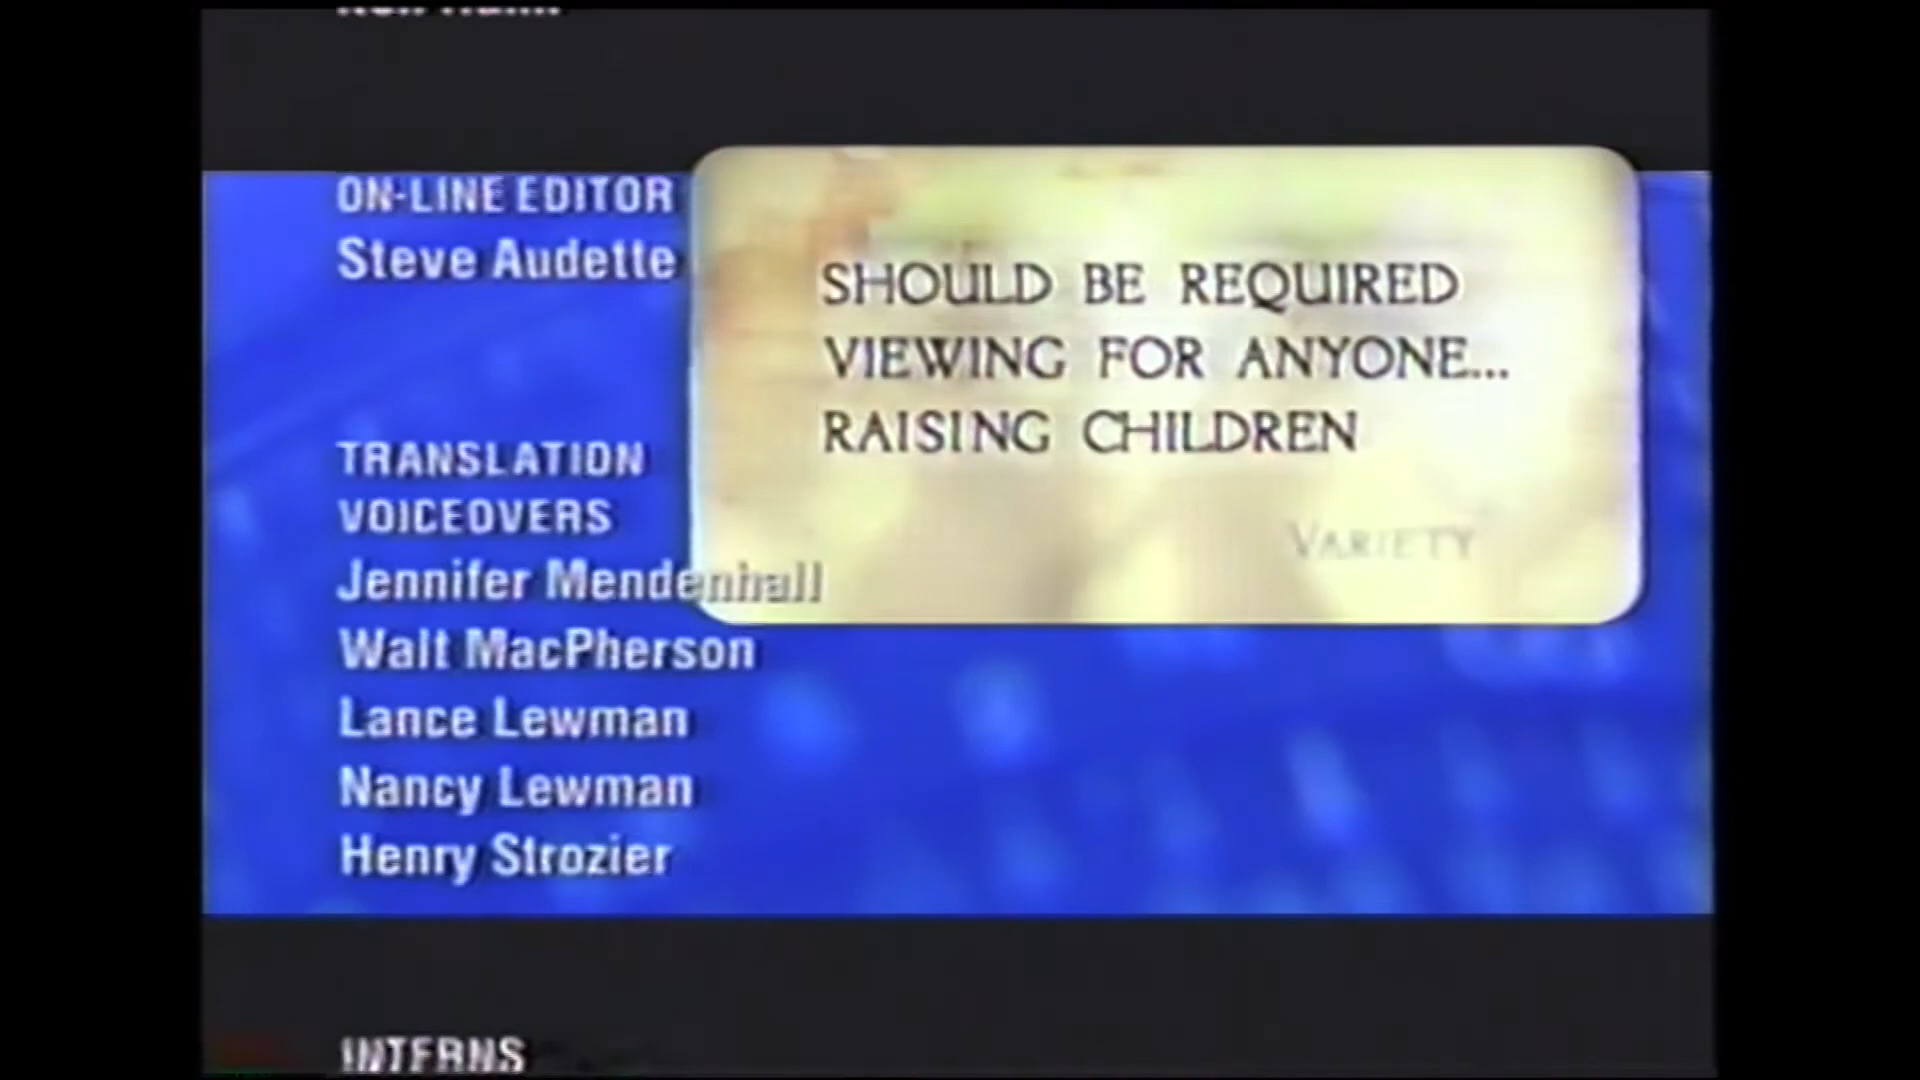 ON-LINE EDITOR
Steve Audette
TRANSLATION
VOICEOVERS
Jennifer Mendenhall
Walt MacPherson
Lance Lewman
Nancy Lewman
Henry Strozier
INTERNS
SHOULD BE REQUIRED
VIEWING FOR ANYONE...
RAISING CHILDREN
VARIETY